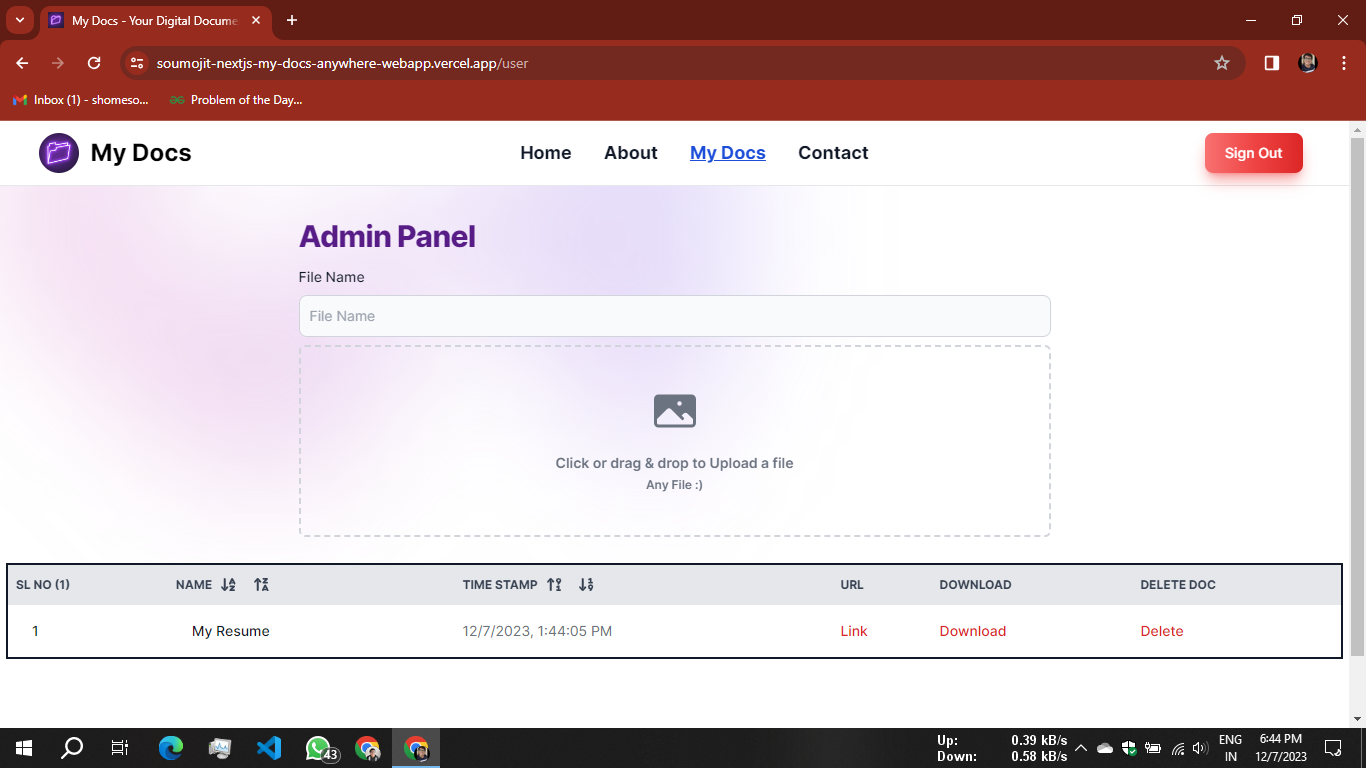 My Docs - Your Digital Docume
soumojit-nextjs-my-docs-anywhere-webapp.vercel.app/user
Inbox (1) - shomeso... Problem of the Day...
My Docs Home About My Docs Contact Sign Out
Admin Panel
File Name
File Name
Click or drag & drop to Upload a file
Any File :)
SL NO (1) NAME TIME STAMP URL DOWNLOAD DELETE DOC
1 My Resume 12/7/2023, 1:44:05 PM Link Download Delete
43
Up: 0.39 kB/s
Down: 0.58 kB/s
ENG
IN
6:44 PM
12/7/2023